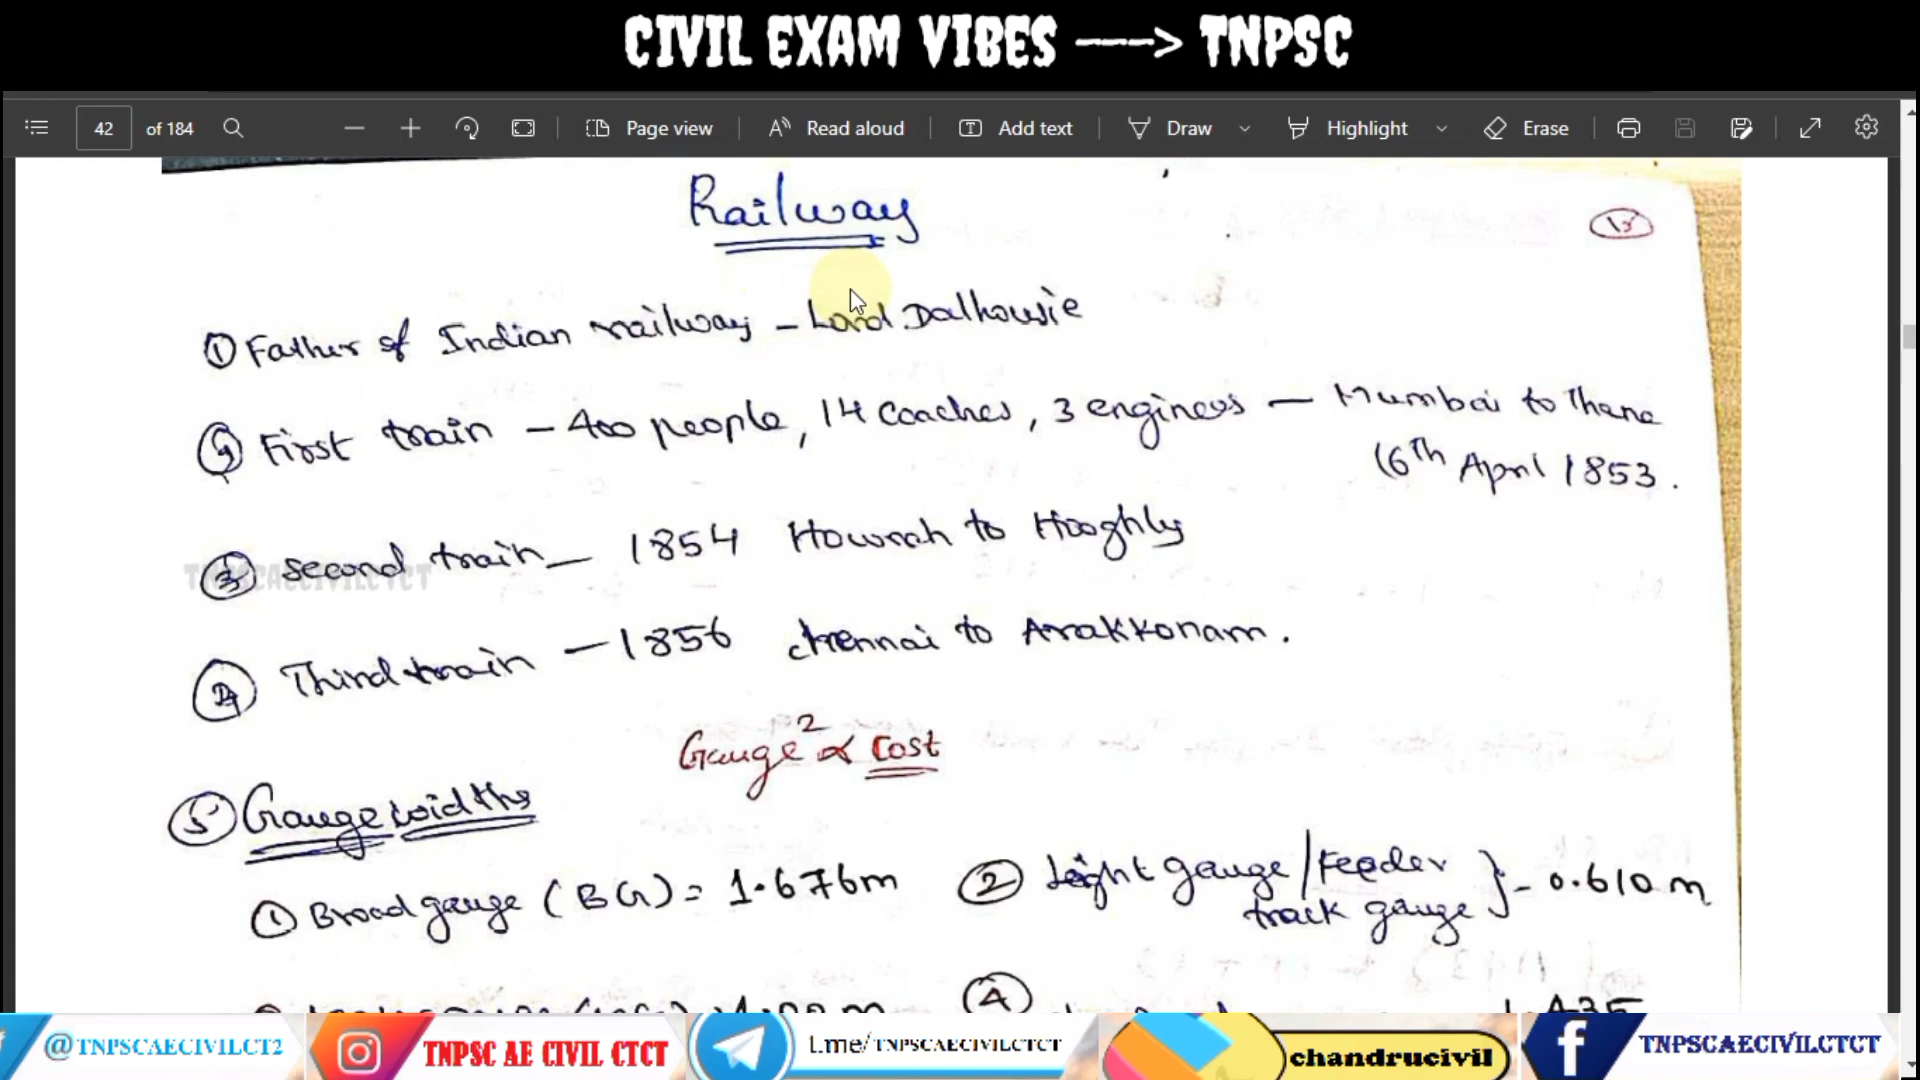 CIVIL EXAM VIBES ----> TNPSC
42 of 184 Page view Read aloud Add text Draw Highlight Erase
Railway
15
① Father of Indian railway - Lord Dalhousie
② First train - 400 people, 14 coaches, 3 engines - Mumbai to Thane
16th April 1853.
③ second train - 1854 Howrah to Hooghly
TNPSCAECIVILCTCT
④ Third train - 1856 chennai to Arakkonam.
Gauge² ∝ cost
⑤ Gauge widths
① Broad gauge (BG) = 1.676m ② Light gauge / Feeder
track gauge } - 0.610 m
④
@TNPSCAECIVILCT2 TNPSC AE CIVIL CTCT t.me/TNPSCAECIVILCTCT chandrucivil TNPSCAECIVILCTCT